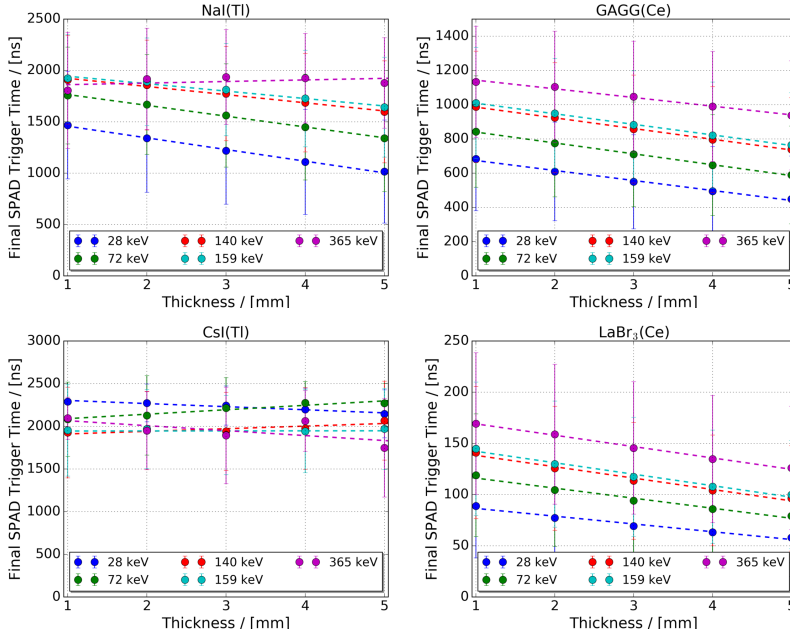 NaI(Tl)
2500
2000
1500
1000
500
0
Final SPAD Trigger Time / [ns]
28 keV 140 keV 365 keV
72 keV 159 keV
1 2 3 4 5
Thickness / [mm]
GAGG(Ce)
1400
1200
1000
800
600
400
200
0
Final SPAD Trigger Time / [ns]
28 keV 140 keV 365 keV
72 keV 159 keV
1 2 3 4 5
Thickness / [mm]
CsI(Tl)
3000
2500
2000
1500
1000
500
0
Final SPAD Trigger Time / [ns]
28 keV 140 keV 365 keV
72 keV 159 keV
1 2 3 4 5
Thickness / [mm]
LaBr₃(Ce)
250
200
150
100
50
0
Final SPAD Trigger Time / [ns]
28 keV 140 keV 365 keV
72 keV 159 keV
1 2 3 4 5
Thickness / [mm]